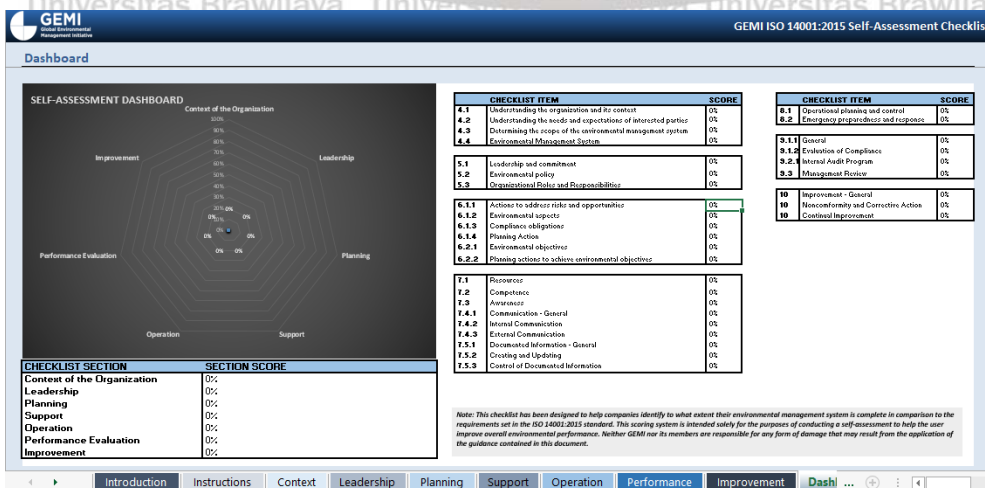 Universitas Brawijaya
GEMI
Global Environmental
Management Initiative
GEMI ISO 14001:2015 Self-Assessment Checklis
Dashboard
SELF-ASSESSMENT DASHBOARD
Context of the Organization
Leadership
Planning
Support
Operation
Performance Evaluation
Improvement
100%
90%
80%
70%
60%
50%
40%
30%
20%
10%
0%
0%
0%
0%
0%
0%
0%
0%
CHECKLIST SECTION SECTION SCORE
Context of the Organization 0%
Leadership 0%
Planning 0%
Support 0%
Operation 0%
Performance Evaluation 0%
Improvement 0%
CHECKLIST ITEM SCORE
4.1 Understanding the organization and its context 0%
4.2 Understanding the needs and expectations of interested parties 0%
4.3 Determining the scope of the environmental management system 0%
4.4 Environmental Management System 0%
5.1 Leadership and commitment 0%
5.2 Environmental policy 0%
5.3 Organizational Roles and Responsibilities 0%
6.1.1 Actions to address risks and opportunities 0%
6.1.2 Environmental aspects 0%
6.1.3 Compliance obligations 0%
6.1.4 Planning Action 0%
6.2.1 Environmental objectives 0%
6.2.2 Planning actions to achieve environmental objectives 0%
7.1 Resources 0%
7.2 Competence 0%
7.3 Awareness 0%
7.4.1 Communication - General 0%
7.4.2 Internal Communication 0%
7.4.3 External Communication 0%
7.5.1 Documented Information - General 0%
7.5.2 Creating and Updating 0%
7.5.3 Control of Documented Information 0%
CHECKLIST ITEM SCORE
8.1 Operational planning and control 0%
8.2 Emergency preparedness and response 0%
9.1.1 General 0%
9.1.2 Evaluation of Compliance 0%
9.2.1 Internal Audit Program 0%
9.3 Management Review 0%
10 Improvement - General 0%
10 Nonconformity and Corrective Action 0%
10 Continual Improvement 0%
Note: This checklist has been designed to help companies identify to what extent their environmental management system is complete in comparison to the
requirements set in the ISO 14001:2015 standard. This scoring system is intended solely for the purposes of conducting a self-assessment to help the user
improve overall environmental performance. Neither GEMI nor its members are responsible for any form of damage that may result from the application of
the guidance contained in this document.
Introduction Instructions Context Leadership Planning Support Operation Performance Improvement Dashl ...